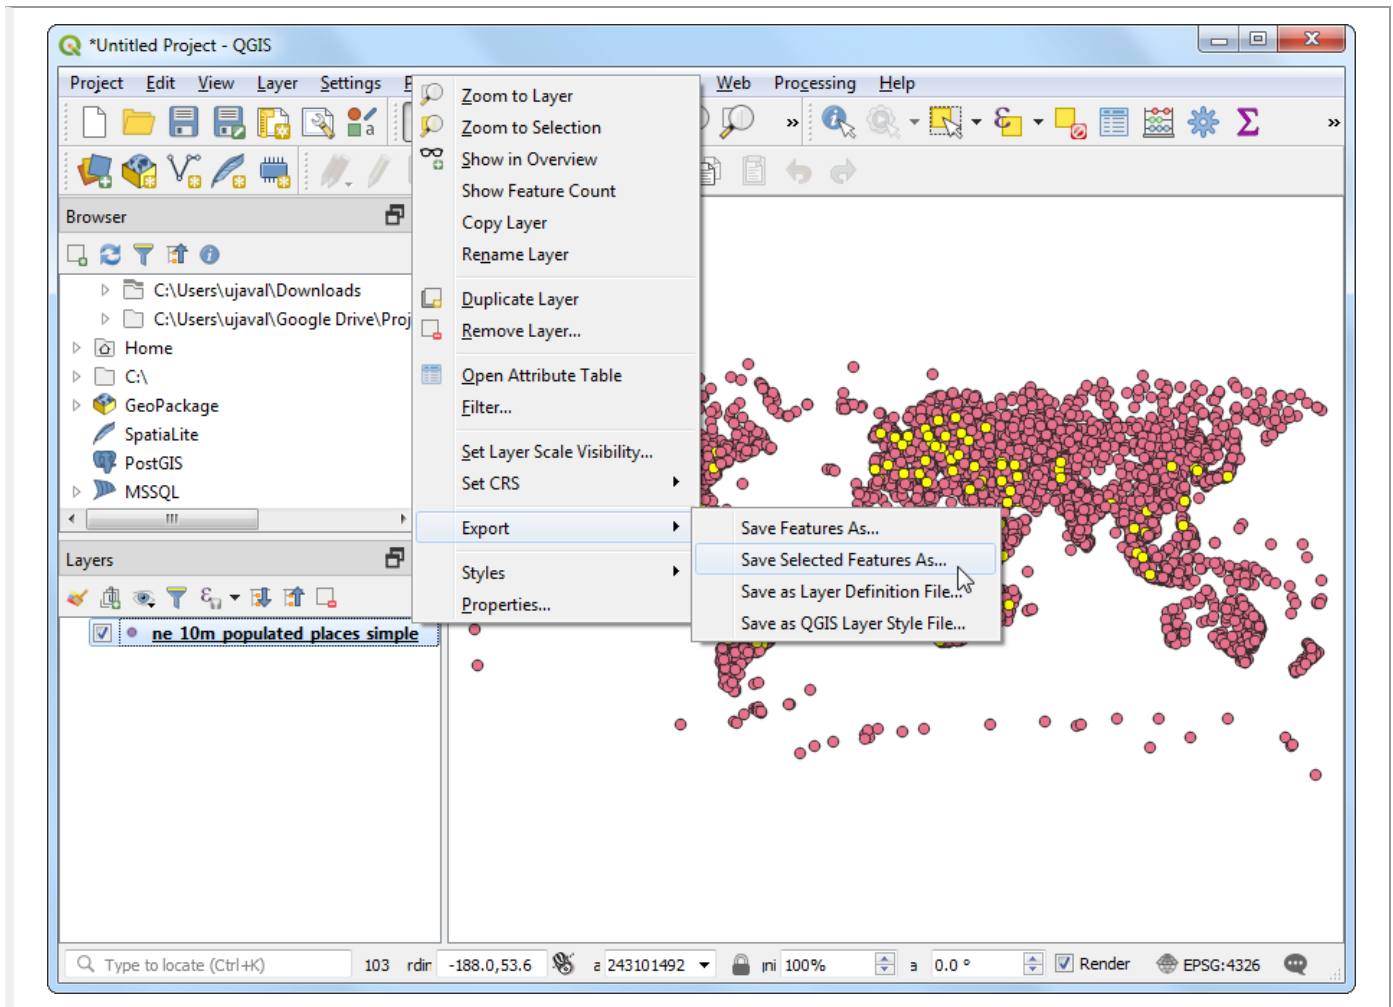 *Untitled Project - QGIS
Project Edit View Layer Settings P Web Processing Help
Zoom to Layer
Zoom to Selection
Show in Overview
Show Feature Count
Copy Layer
Rename Layer
Duplicate Layer
Remove Layer...
Open Attribute Table
Filter...
Set Layer Scale Visibility...
Set CRS
Export
Styles
Properties...
Save Features As...
Save Selected Features As...
Save as Layer Definition File...
Save as QGIS Layer Style File...
Browser
C:\Users\ujaval\Downloads
C:\Users\ujaval\Google Drive\Proj
Home
C:\
GeoPackage
SpatiaLite
PostGIS
MSSQL
Layers
ne_10m_populated_places_simple
Type to locate (Ctrl+K) 103 rdir -188.0,53.6 a 243101492 ıni 100% a 0.0 ° Render EPSG:4326